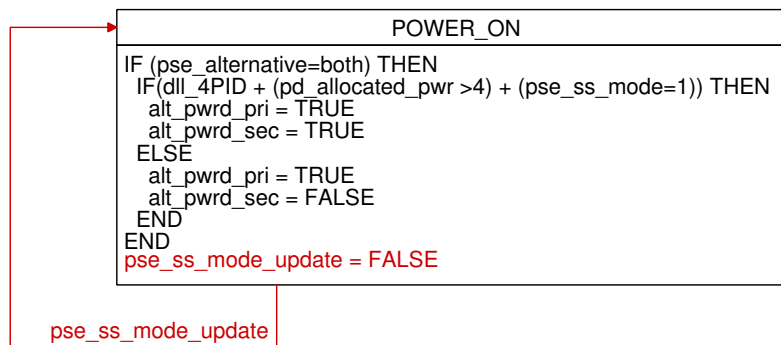 POWER_ON
IF (pse_alternative=both) THEN
IF(dll_4PID + (pd_allocated_pwr >4) + (pse_ss_mode=1)) THEN
alt_pwrd_pri = TRUE
alt_pwrd_sec = TRUE
ELSE
alt_pwrd_pri = TRUE
alt_pwrd_sec = FALSE
END
END
pse_ss_mode_update = FALSE
pse_ss_mode_update